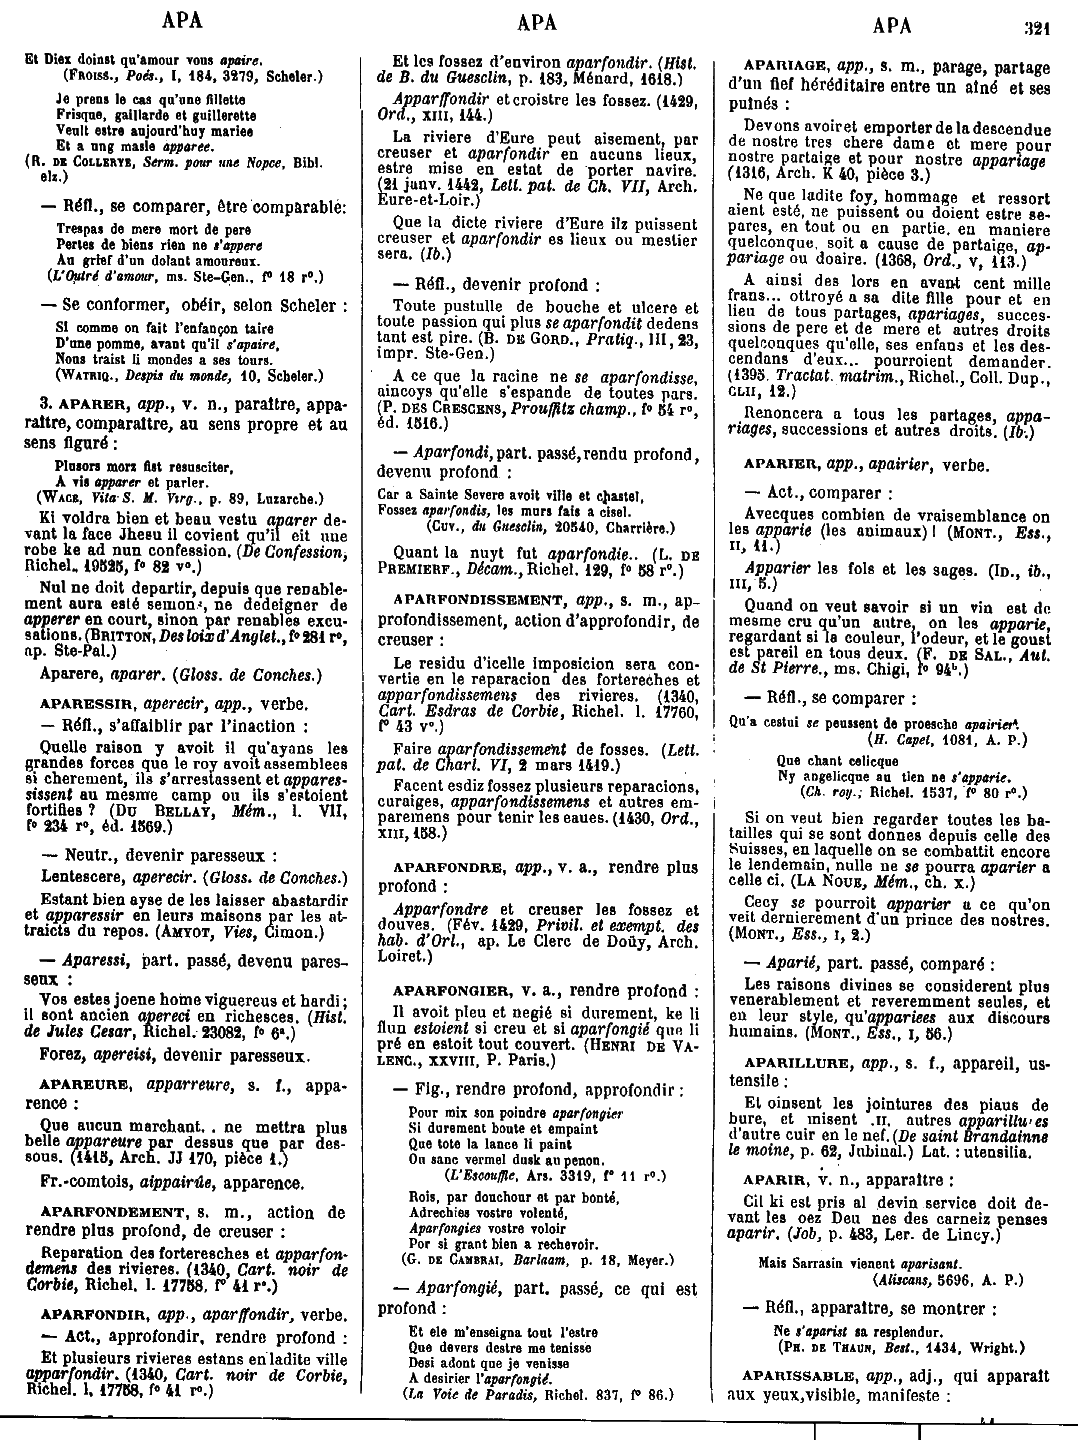 APA
APA
APA
321
Et Diex doinst qu'amour vous apaire.
(FROISS., Poés., I, 184, 3279, Scheler.)
Je prens le cas qu'une fillette
Frisque, gaillarde et guillerette
Veult estre aujourd'huy mariee
Et a ung masle apparee.
(R. DE COLLERYE, Serm. pour une Nopce, Bibl.
elz.)
— Réfl., se comparer, être comparable:
Trespas de mere mort de pere
Pertes de biens rien ne s'appere
Au grief d'un dolant amoureux.
(L'Outré d'amour, ms. Ste-Gen., f° 18 r°.)
— Se conformer, obéir, selon Scheler :
Si comme on fait l'enfançon taire
D'une pomme, avant qu'il s'apaire,
Nous traist li mondes a ses tours.
(WATRIQ., Despis du monde, 10, Scheler.)
3. APARER, app., v. n., paraître, appa-
raître, comparaître, au sens propre et au
sens figuré :
Plusors morz fist resusciter,
A vis apparer et parler.
(WACE, Vita S. M. Virg., p. 89, Luzarche.)
Ki voldra bien et beau vestu aparer de-
vant la face Jhesu il covient qu'il eit une
robe ke ad nun confession. (De Confession,
Richel. 19525, f° 82 v°.)
Nul ne doit departir, depuis que renable-
ment aura esté semons, ne dedeigner de
apperer en court, sinon par renables excu-
sations. (BRITTON, Des loix d'Anglet., f° 281 r°,
ap. Ste-Pal.)
Aparere, aparer. (Gloss. de Conches.)
APARESSIR, aperecir, app., verbe.
— Réfl., s'affaiblir par l'inaction :
Quelle raison y avoit il qu'ayans les
grandes forces que le roy avoit assemblees
si cherement, ils s'arrestassent et appares-
sissent au mesme camp ou ils s'estoient
fortifies ? (DU BELLAY, Mém., l. VII,
f° 234 r°, éd. 1569.)
— Neutr., devenir paresseux :
Lentescere, aperecir. (Gloss. de Conches.)
Estant bien ayse de les laisser abastardir
et apparessir en leurs maisons par les at-
traicts du repos. (AMYOT, Vies, Cimon.)
— Aparessi, part. passé, devenu pares-
seux :
Vos estes joene home viguereus et hardi ;
il sont ancien apereci en richesces. (Hist.
de Jules Cesar, Richel. 23082, f° 6ª.)
Forez, apereisi, devenir paresseux.
APAREURE, apparreure, s. f., appa-
rence :
Que aucun marchant.. ne mettra plus
belle appareure par dessus que par des-
sous. (1415, Arch. JJ 170, pièce 1.)
Fr.-comtois, aippairûe, apparence.
APARFONDEMENT, s. m., action de
rendre plus profond, de creuser :
Reparation des forteresches et apparfon-
demens des rivieres. (1340, Cart. noir de
Corbie, Richel. l. 17758, f° 41 r°.)
APARFONDIR, app., aparffondir, verbe.
— Act., approfondir, rendre profond :
Et plusieurs rivieres estans en ladite ville
apparfondir. (1340, Cart. noir de Corbie,
Richel. l. 17758, f° 41 r°.)
Et les fossez d'environ aparfondir. (Hist.
de B. du Guesclin, p. 183, Ménard, 1618.)
Apparffondir et croistre les fossez. (1429,
Ord., XIII, 144.)
La riviere d'Eure peut aisement, par
creuser et aparfondir en aucuns lieux,
estre mise en estat de porter navire.
(21 janv. 1442, Lett. pat. de Ch. VII, Arch.
Eure-et-Loir.)
Que la dicte riviere d'Eure ilz puissent
creuser et aparfondir es lieux ou mestier
sera. (Ib.)
— Réfl., devenir profond :
Toute pustulle de bouche et ulcere et
toute passion qui plus se aparfondit dedens
tant est pire. (B. DE GORD., Pratiq., III, 23,
impr. Ste-Gen.)
A ce que la racine ne se aparfondisse,
aincoys qu'elle s'espande de toutes pars.
(P. DES CRESCENS, Prouffitz champ., f° 54 r°,
éd. 1516.)
— Aparfondi, part. passé, rendu profond,
devenu profond :
Car a Sainte Severe avoit ville et chastel,
Fossez aparfondis, les murs fais a cisel.
(CUV., du Guesclin, 20540, Charrière.)
Quant la nuyt fut aparfondie.. (L. DE
PREMIERF., Décam., Richel. 129, f° 58 r°.)
APARFONDISSEMENT, app., s. m., ap-
profondissement, action d'approfondir, de
creuser :
Le residu d'icelle imposicion sera con-
vertie en le reparacion des fortereches et
apparfondissemens des rivieres. (1340,
Cart. Esdras de Corbie, Richel. l. 17760,
f° 43 v°.)
Faire aparfondissement de fosses. (Lett.
pat. de Charl. VI, 2 mars 1419.)
Facent esdiz fossez plusieurs reparacions,
curaiges, apparfondissemens et autres em-
paremens pour tenir les eaues. (1430, Ord.,
XIII, 158.)
APARFONDRE, app., v. a., rendre plus
profond :
Apparfondre et creuser les fossez et
douves. (Fév. 1429, Privil. et exempt. des
hab. d'Orl., ap. Le Clerc de Doüy, Arch.
Loiret.)
APARFONGIER, v. a., rendre profond :
Il avoit pleu et negié si durement, ke li
flun estoient si creu et si aparfongié que li
pré en estoit tout couvert. (HENRI DE VA-
LENC., XXVIII, P. Paris.)
— Fig., rendre profond, approfondir :
Pour mix son poindre aparfongier
Si durement boute et empaint
Que tote la lance li paint
Ou sanc vermel dusk au penon.
(L'Escouffle, Ars. 3319, f° 11 r°.)
Rois, par douchour et par bonté,
Adrechies vostre volenté,
Aparfongies vostre voloir
Por si grant bien a rechevoir.
(G. DE CAMBRAI, Barlaam, p. 18, Meyer.)
— Aparfongié, part. passé, ce qui est
profond :
Et ele m'enseigna tout l'estre
Que devers destre me tenisse
Desi adont que je venisse
A desirier l'aparfongié.
(La Voie de Paradis, Richel. 837, f° 86.)
APARIAGE, app., s. m., parage, partage
d'un fief héréditaire entre un aîné et ses
puînés :
Devons avoir et emporter de la descendue
de nostre tres chere dame et mere pour
nostre partaige et pour nostre appariage
(1316, Arch. K 40, pièce 3.)
Ne que ladite foy, hommage et ressort
aient esté, ne puissent ou doient estre se-
pares, en tout ou en partie, en maniere
quelconque, soit a cause de partaige, ap-
pariage ou doaire. (1368, Ord., V, 113.)
A ainsi des lors en avant cent mille
frans... ottroyé a sa dite fille pour et en
lieu de tous partages, apariages, succes-
sions de pere et de mere et autres droits
quelconques qu'elle, ses enfans et les des-
cendans d'eux... pourroient demander.
(1395. Tractat. matrim., Richel., Coll. Dup.,
CLII, 12.)
Renoncera a tous les partages, appa-
riages, successions et autres droits. (Ib.)
APARIER, app., apairier, verbe.
— Act., comparer :
Avecques combien de vraisemblance on
les apparie (les animaux) ! (MONT., Ess.,
II, 11.)
Apparier les fols et les sages. (ID., ib.,
III, 5.)
Quand on veut savoir si un vin est de
mesme cru qu'un autre, on les apparie,
regardant si la couleur, l'odeur, et le goust
est pareil en tous deux. (F. DE SAL., Aut.
de St Pierre., ms. Chigi, f° 94ᵇ.)
— Réfl., se comparer :
Qu'a cestui se peussent de proesche apairier.
(H. Capet, 1081, A. P.)
Que chant celicque
Ny angelicque au tien ne s'apparie.
(Ch. roy.; Richel. 1537, f° 80 r°.)
Si on veut bien regarder toutes les ba-
tailles qui se sont donnes depuis celle des
Suisses, en laquelle on se combattit encore
le lendemain, nulle ne se pourra aparier a
celle ci. (LA NOUE, Mém., ch. X.)
Cecy se pourroit apparier a ce qu'on
veit dernierement d'un prince des nostres.
(MONT., Ess., I, 2.)
— Aparié, part. passé, comparé :
Les raisons divines se considerent plus
venerablement et reveremment seules, et
en leur style, qu'appariees aux discours
humains. (MONT., Ess., I, 56.)
APARILLURE, app., s. f., appareil, us-
tensile :
Et oinsent les jointures des piaus de
bure, et misent .II. autres apparillures
d'autre cuir en le nef. (De saint Brandainne
le moine, p. 62, Jubinal.) Lat. : utensilia.
APARIR, v. n., apparaître :
Cil ki est pris al devin service doit de-
vant les oez Deu nes des carneiz penses
aparir. (Job, p. 483, Ler. de Lincy.)
Mais Sarrasin vienent aparisant.
(Aliscans, 5696, A. P.)
— Réfl., apparaître, se montrer :
Ne s'aparist sa resplendur.
(PH. DE THAUN, Best., 1434, Wright.)
APARISSABLE, app., adj., qui apparait
aux yeux, visible, manifeste :